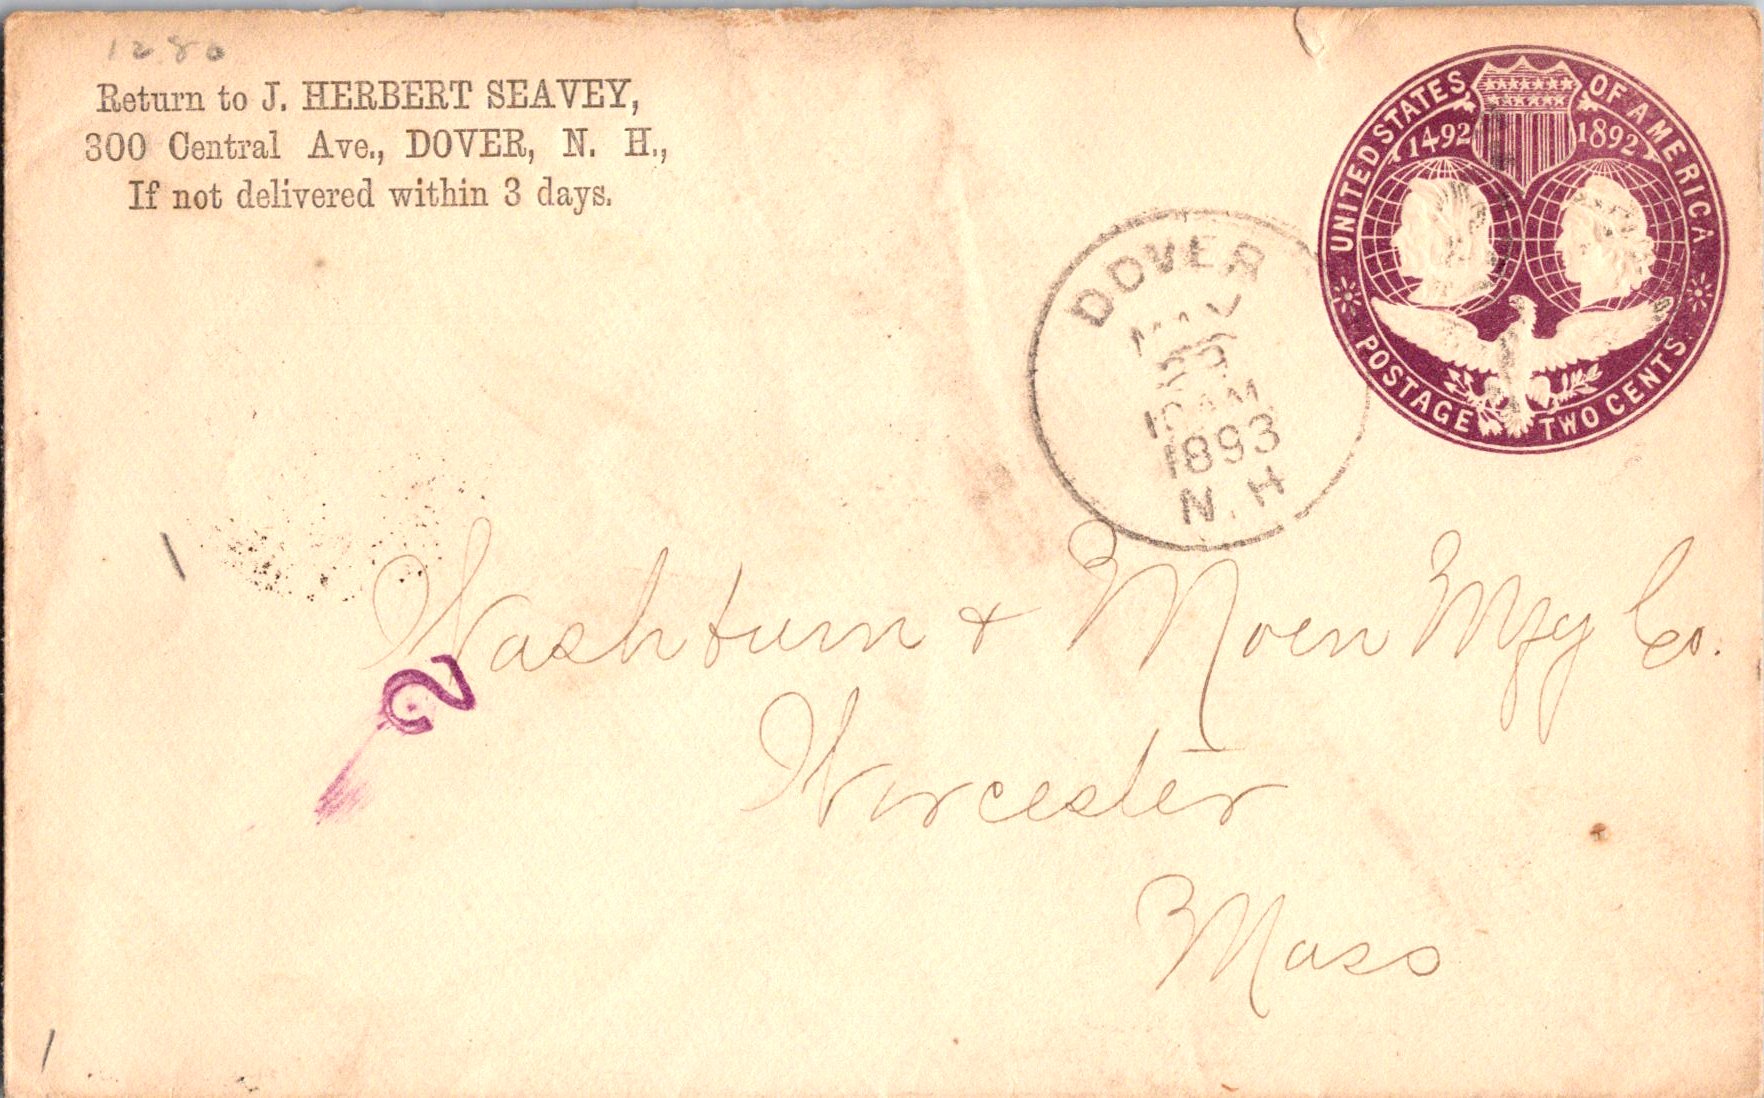 1280
Return to J. HERBERT SEAVEY,
300 Central Ave., DOVER, N. H.,
If not delivered within 3 days.
UNITED STATES OF AMERICA
1492 1892
POSTAGE TWO CENTS.
DOVER
AM
1893
N.H
Washburn & Moen Mfg Co.
Worcester
Mass
2